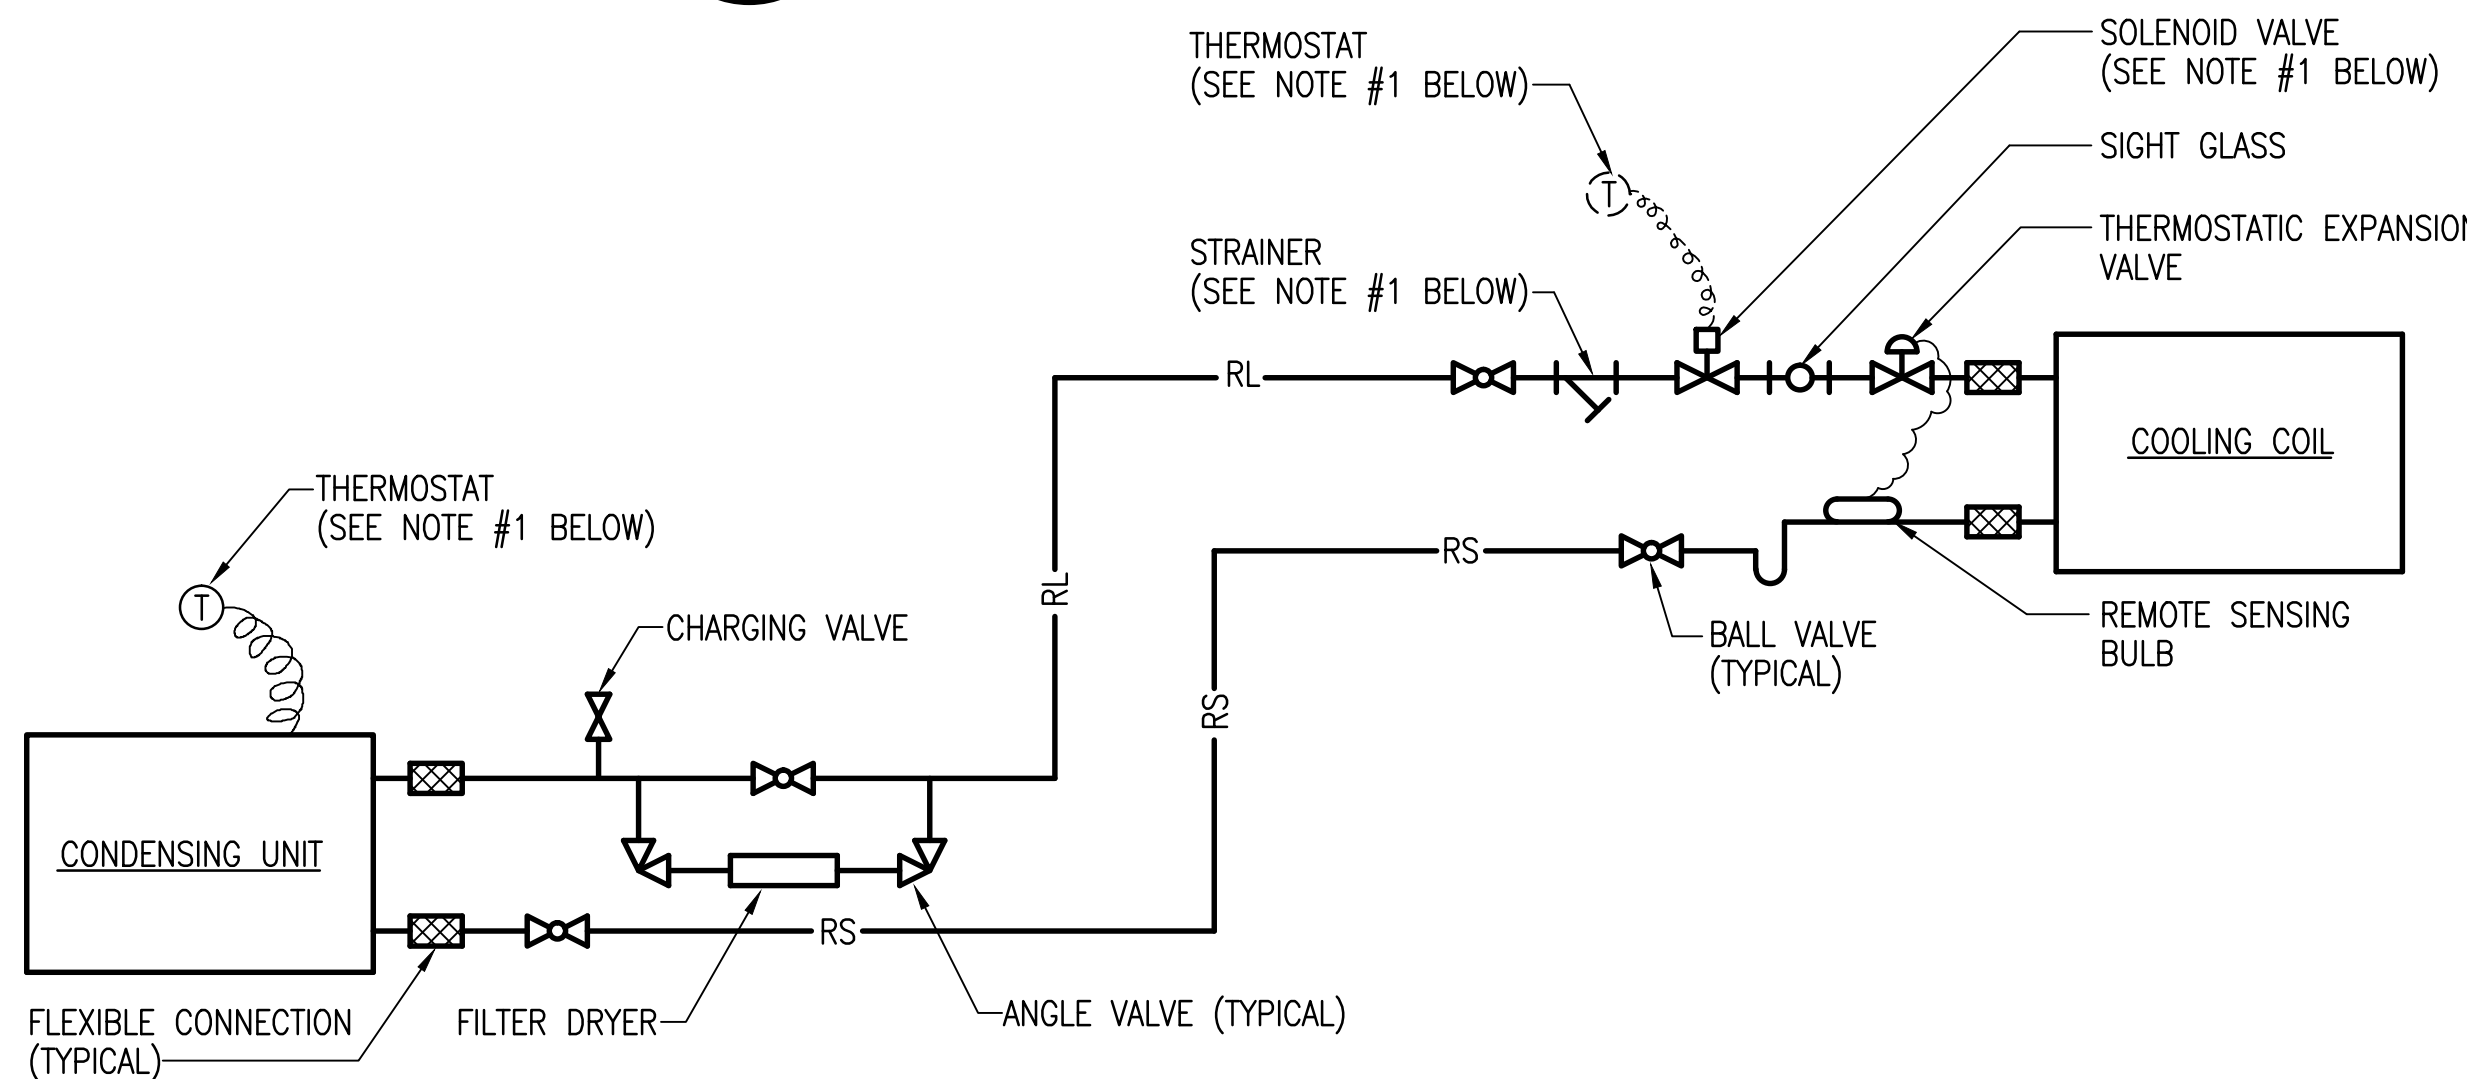 THERMOSTAT
(SEE NOTE #1 BELOW)
SOLENOID VALVE
(SEE NOTE #1 BELOW)
SIGHT GLASS
THERMOSTATIC EXPANSION
VALVE
T
STRAINER
(SEE NOTE #1 BELOW)
RL
COOLING COIL
THERMOSTAT
(SEE NOTE #1 BELOW)
T
RS
RL
CHARGING VALVE
BALL VALVE
(TYPICAL)
REMOTE SENSING
BULB
RS
CONDENSING UNIT
RS
FLEXIBLE CONNECTION
(TYPICAL)
FILTER DRYER
ANGLE VALVE (TYPICAL)